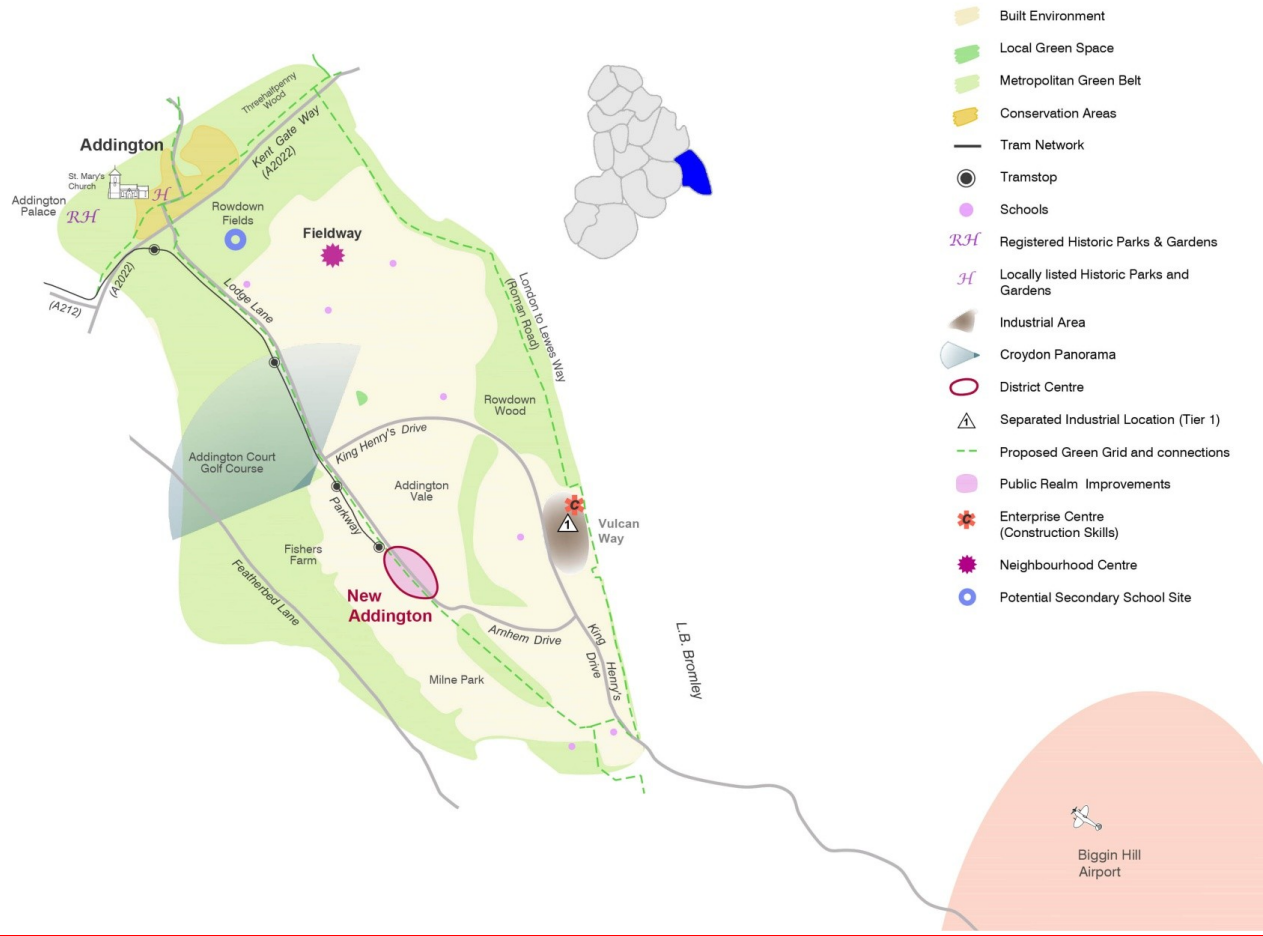 Threehalfpenny
Wood
Addington
Kent Gate Way
(A2022)
St. Mary's
Church
H
Addington
Palace
RH
Rowdown
Fields
Fieldway
(A2022)
(A212)
Lodge Lane
London to Lewes Way
(Roman Road)
Rowdown
Wood
King Henry's Drive
Addington Court
Golf Course
Addington
Vale
Parkway
C
1
Vulcan
Way
Fishers
Farm
Featherbed Lane
New
Addington
Arnhem Drive
King Henry's
Drive
Milne Park
L.B. Bromley
Biggin Hill
Airport
Built Environment
Local Green Space
Metropolitan Green Belt
Conservation Areas
Tram Network
Tramstop
Schools
RH Registered Historic Parks & Gardens
H Locally listed Historic Parks and
Gardens
Industrial Area
Croydon Panorama
District Centre
1 Separated Industrial Location (Tier 1)
Proposed Green Grid and connections
Public Realm Improvements
C Enterprise Centre
(Construction Skills)
Neighbourhood Centre
Potential Secondary School Site